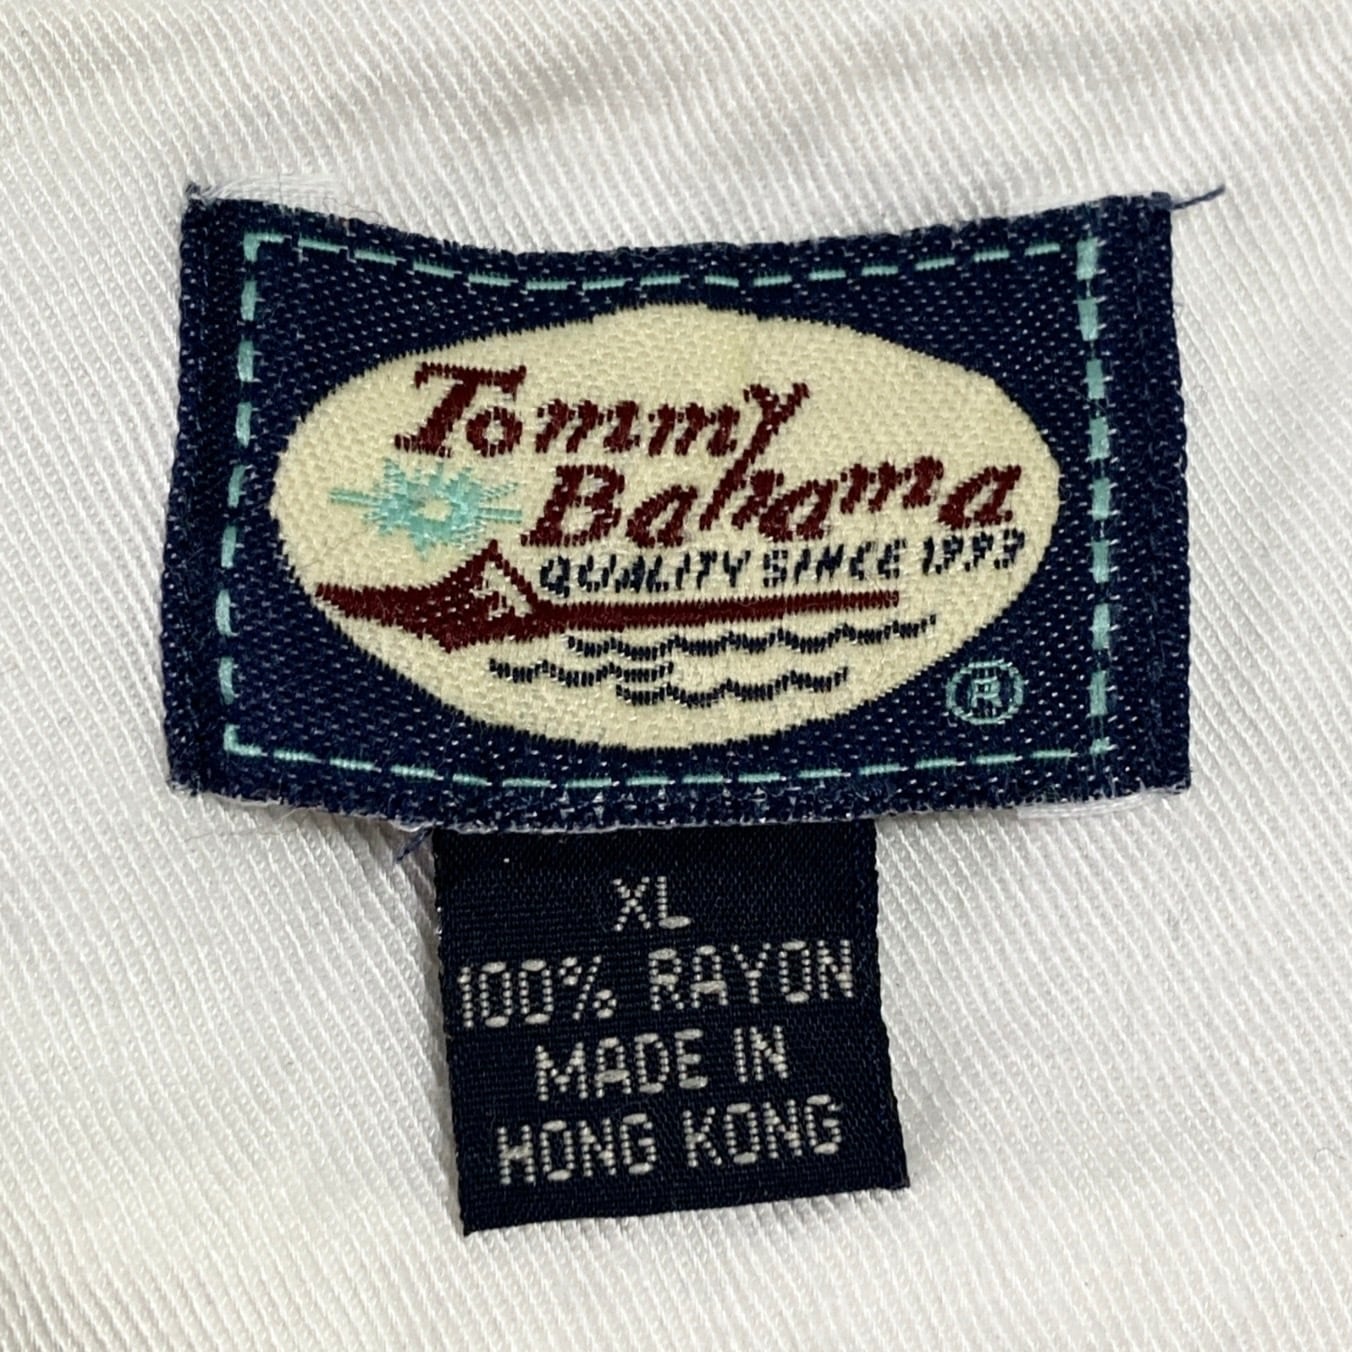 Tommy
Bahama
QUALITY SINCE 1993
®
XL
100% RAYON
MADE IN
HONG KONG